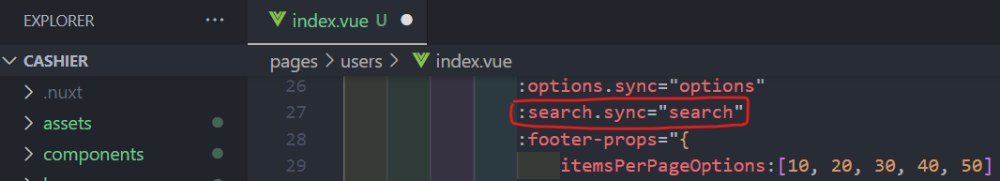 EXPLORER ...
index.vue U
CASHIER
pages > users > index.vue
.nuxt
26 :options.sync="options"
assets
27 :search.sync="search"
components
28 :footer-props="{
29 itemsPerPageOptions:[10, 20, 30, 40, 50]